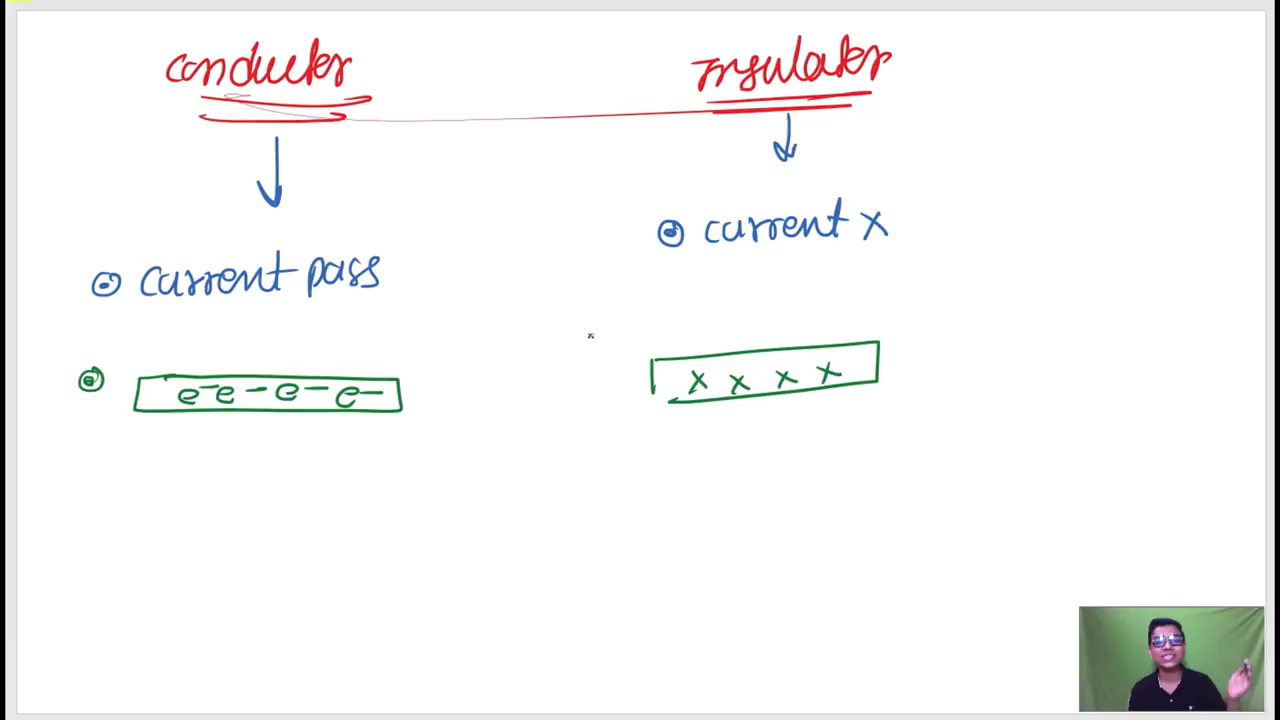 conductor
Insulator
current pass
current x
e⁻ e⁻ e⁻ e⁻
x x x x